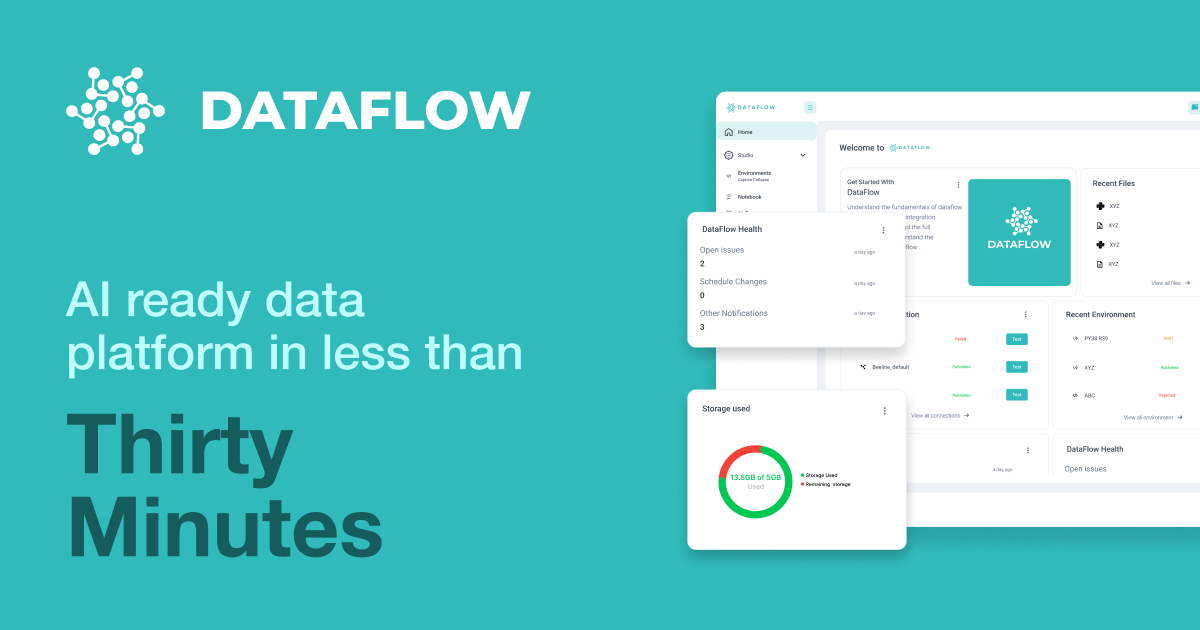 DATAFLOW
AI ready data
platform in less than
Thirty
Minutes
DATAFLOW
Home
Studio
Environments
Captive Collapse
Notebook
Welcome to DATAFLOW
Get Started With
DataFlow
Understand the fundamentals of dataflow
integration
d the full
erstand the
flow .
DATAFLOW
Recent Files
XYZ
XYZ
XYZ
XYZ
View all files
DataFlow Health
Open issues
a day ago
2
Schedule Changes
a day ago
0
Other Notifications
a day ago
3
ction
Failed
Test
Beeline_default
Published
Test
Published
Test
View all connections
Recent Environment
PY38 R39
Draft
XYZ
Published
ABC
Rejected
View all environment
Storage used
13.5GB of 5GB
Used
Storage Used
Remaining storage
a day ago
DataFlow Health
Open issues